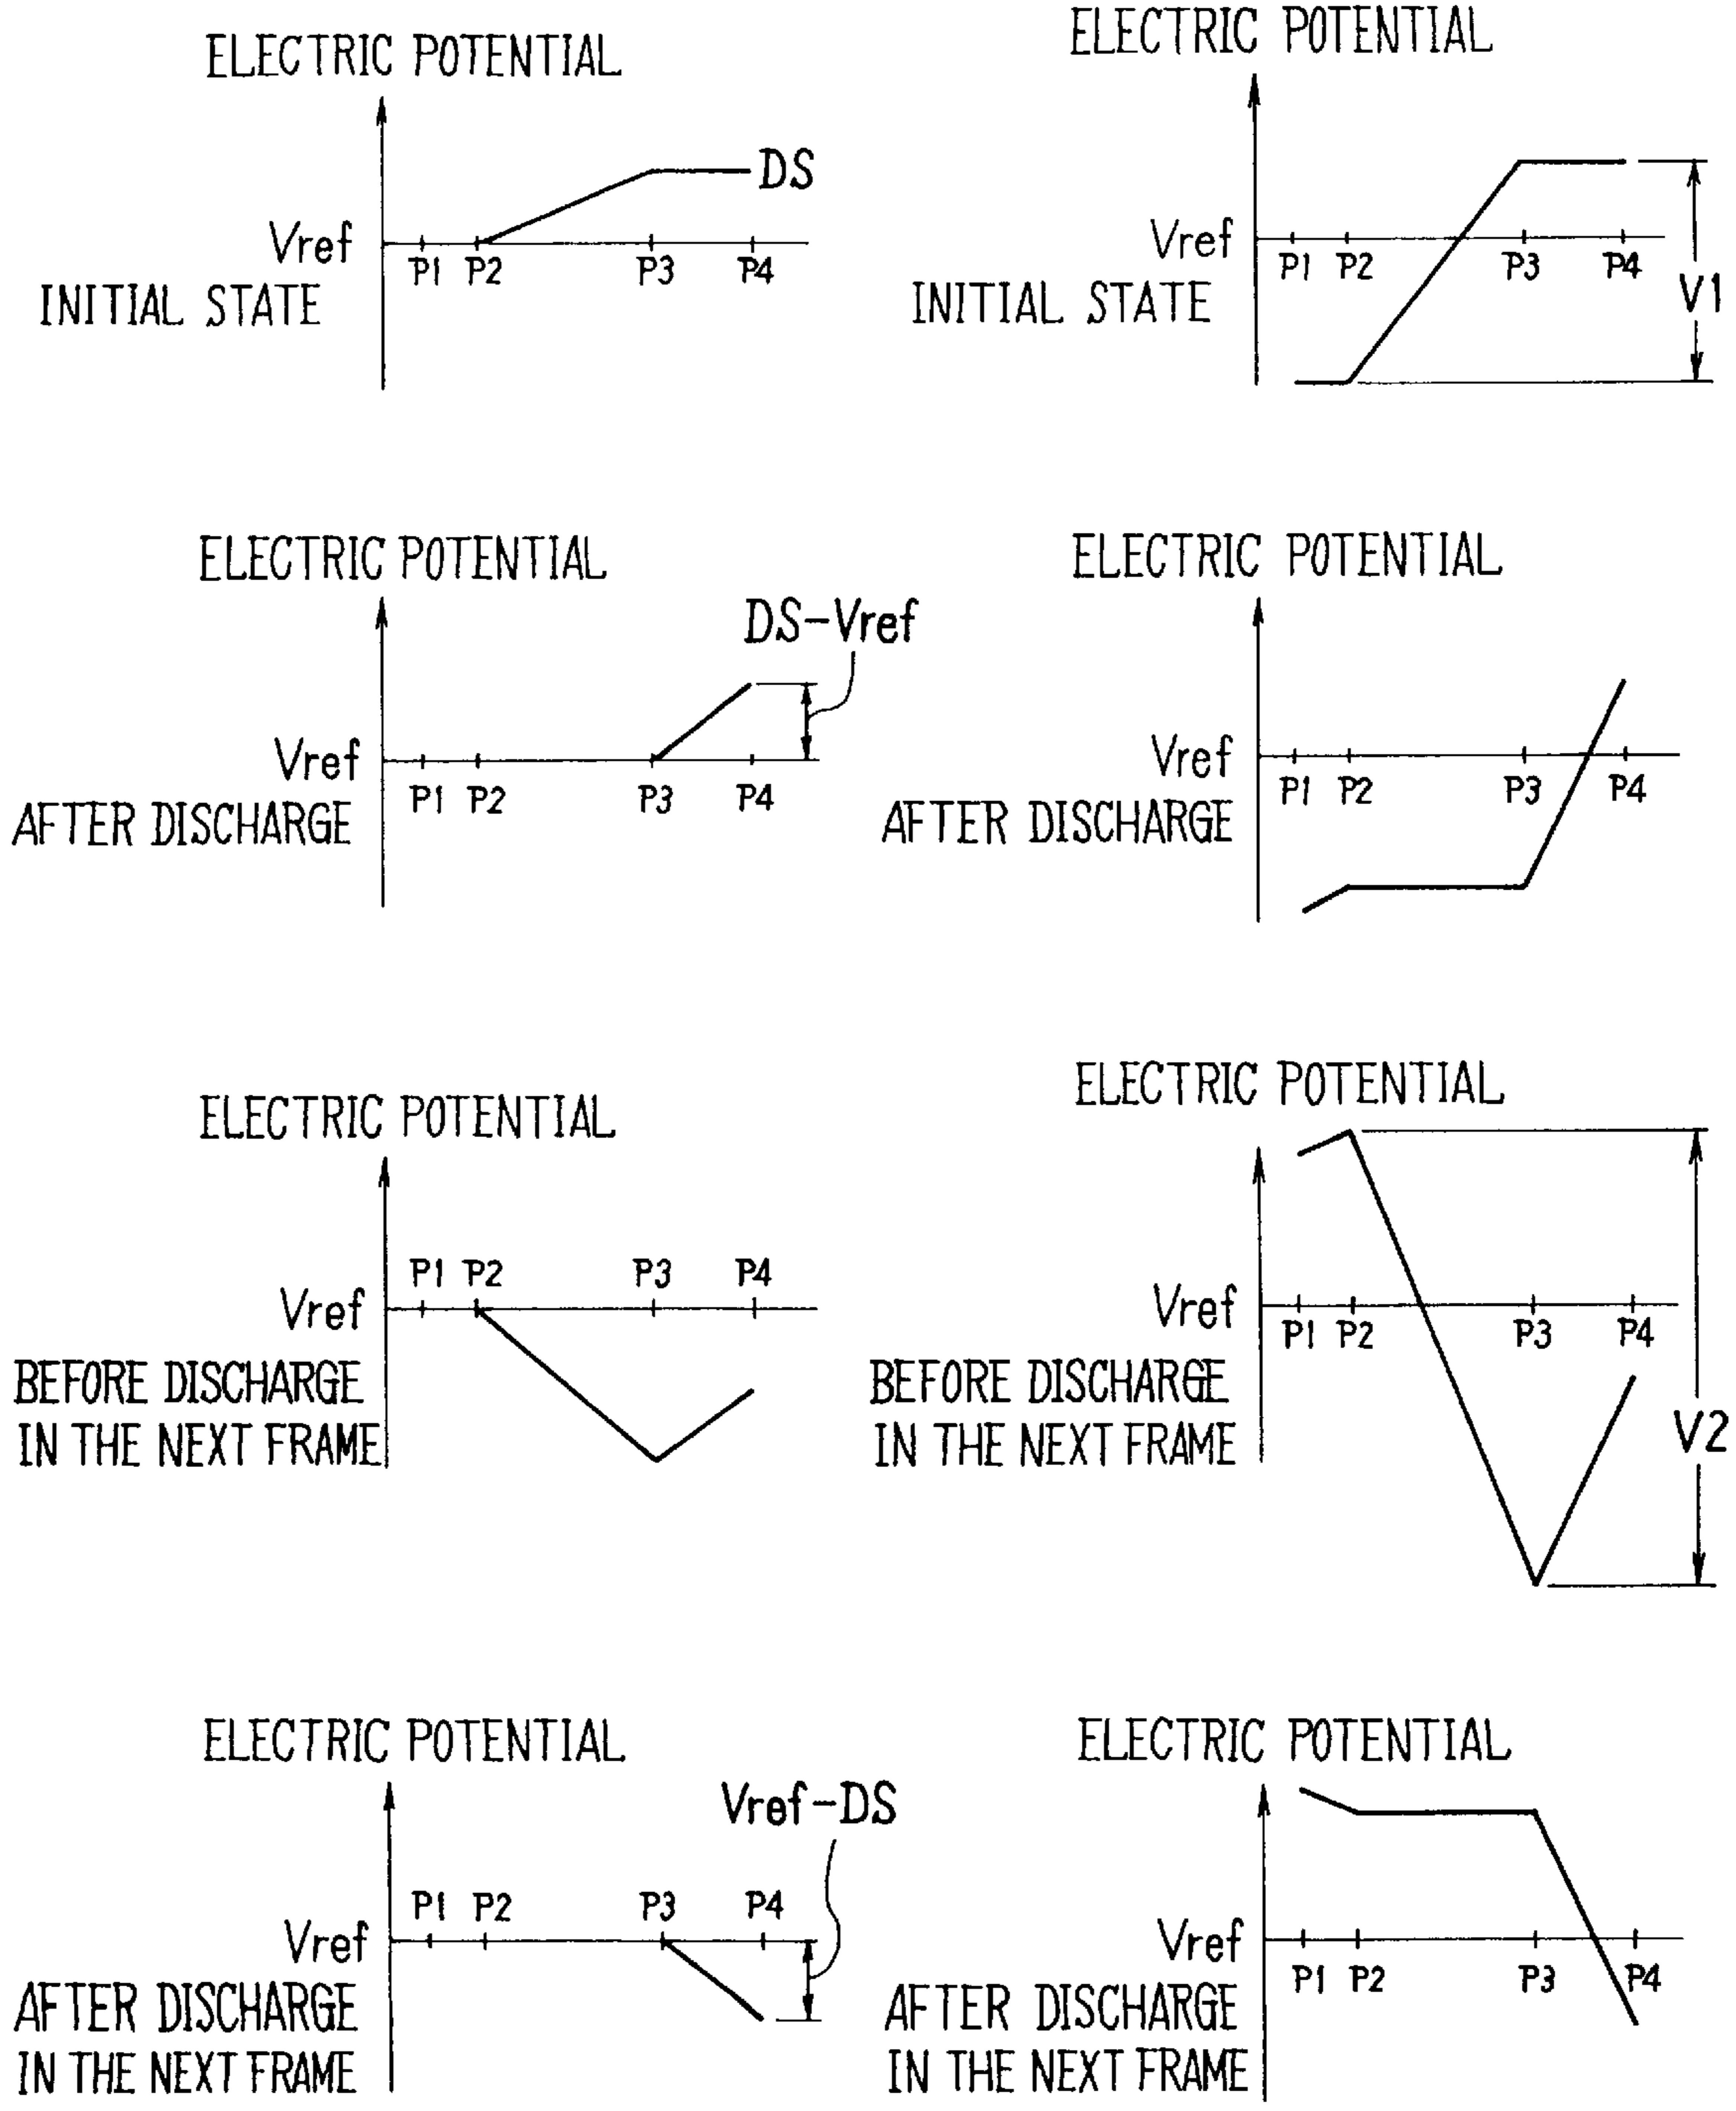 ELECTRIC POTENTIAL
DS
Vref
P1 P2 P3 P4
INITIAL STATE
ELECTRIC POTENTIAL
Vref
P1 P2 P3 P4
V1
INITIAL STATE
ELECTRIC POTENTIAL
DS-Vref
Vref
P1 P2 P3 P4
AFTER DISCHARGE
ELECTRIC POTENTIAL
Vref
P1 P2 P3 P4
AFTER DISCHARGE
ELECTRIC POTENTIAL
P1 P2 P3 P4
Vref
BEFORE DISCHARGE
IN THE NEXT FRAME
ELECTRIC POTENTIAL
Vref
P1 P2 P3 P4
BEFORE DISCHARGE
IN THE NEXT FRAME
V2
ELECTRIC POTENTIAL
Vref-DS
P1 P2 P3 P4
Vref
AFTER DISCHARGE
IN THE NEXT FRAME
ELECTRIC POTENTIAL
Vref
P1 P2 P3 P4
AFTER DISCHARGE
IN THE NEXT FRAME